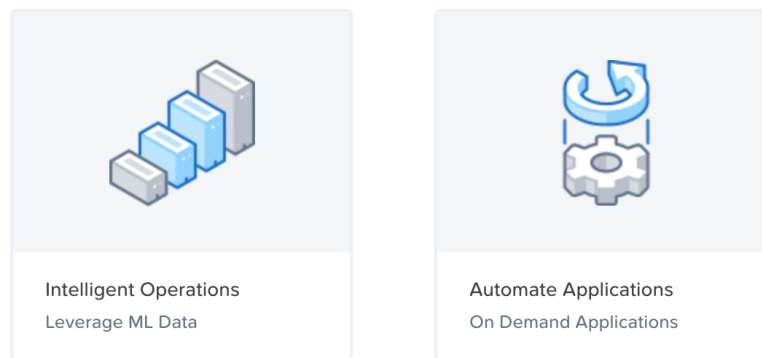 Intelligent Operations
Leverage ML Data
Automate Applications
On Demand Applications